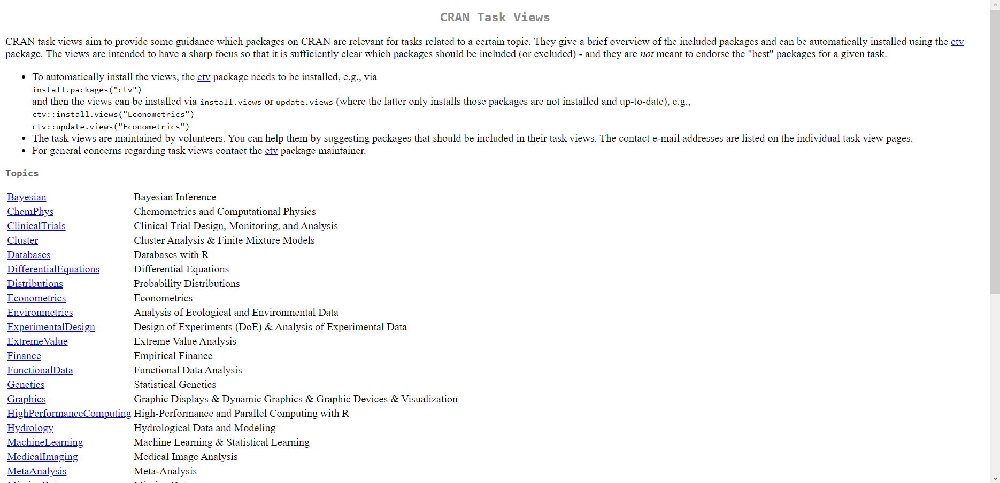 CRAN Task Views
CRAN task views aim to provide some guidance which packages on CRAN are relevant for tasks related to a certain topic. They give a brief overview of the included packages and can be automatically installed using the ctv
package. The views are intended to have a sharp focus so that it is sufficiently clear which packages should be included (or excluded) - and they are not meant to endorse the "best" packages for a given task.
• To automatically install the views, the ctv package needs to be installed, e.g., via
install.packages("ctv")
and then the views can be installed via install.views or update.views (where the latter only installs those packages are not installed and up-to-date), e.g.,
ctv::install.views("Econometrics")
ctv::update.views("Econometrics")
• The task views are maintained by volunteers. You can help them by suggesting packages that should be included in their task views. The contact e-mail addresses are listed on the individual task view pages.
• For general concerns regarding task views contact the ctv package maintainer.
Topics
Bayesian Bayesian Inference
ChemPhys Chemometrics and Computational Physics
ClinicalTrials Clinical Trial Design, Monitoring, and Analysis
Cluster Cluster Analysis & Finite Mixture Models
Databases Databases with R
DifferentialEquations Differential Equations
Distributions Probability Distributions
Econometrics Econometrics
Environmetrics Analysis of Ecological and Environmental Data
ExperimentalDesign Design of Experiments (DoE) & Analysis of Experimental Data
ExtremeValue Extreme Value Analysis
Finance Empirical Finance
FunctionalData Functional Data Analysis
Genetics Statistical Genetics
Graphics Graphic Displays & Dynamic Graphics & Graphic Devices & Visualization
HighPerformanceComputing High-Performance and Parallel Computing with R
Hydrology Hydrological Data and Modeling
MachineLearning Machine Learning & Statistical Learning
MedicalImaging Medical Image Analysis
MetaAnalysis Meta-Analysis